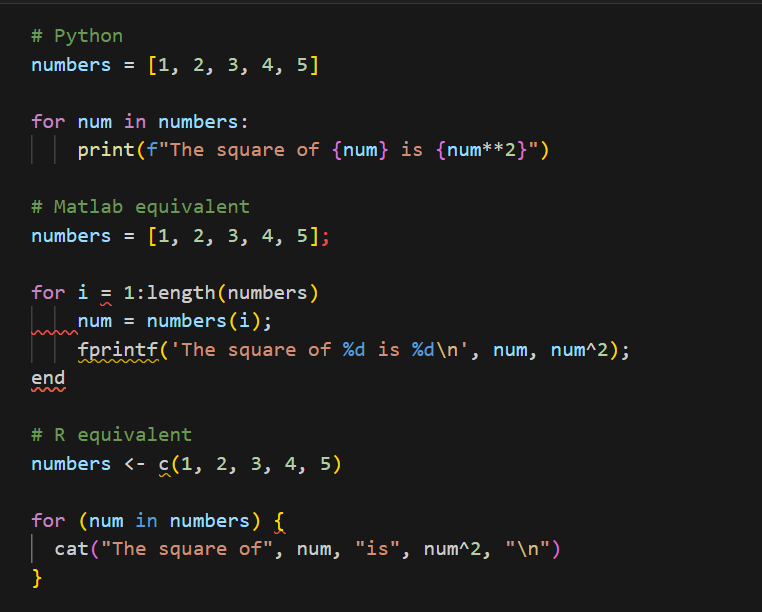 # Python
numbers = [1, 2, 3, 4, 5]
for num in numbers:
print(f"The square of {num} is {num**2}")
# Matlab equivalent
numbers = [1, 2, 3, 4, 5];
for i = 1:length(numbers)
num = numbers(i);
fprintf('The square of %d is %d\n', num, num^2);
end
# R equivalent
numbers <- c(1, 2, 3, 4, 5)
for (num in numbers) {
cat("The square of", num, "is", num^2, "\n")
}